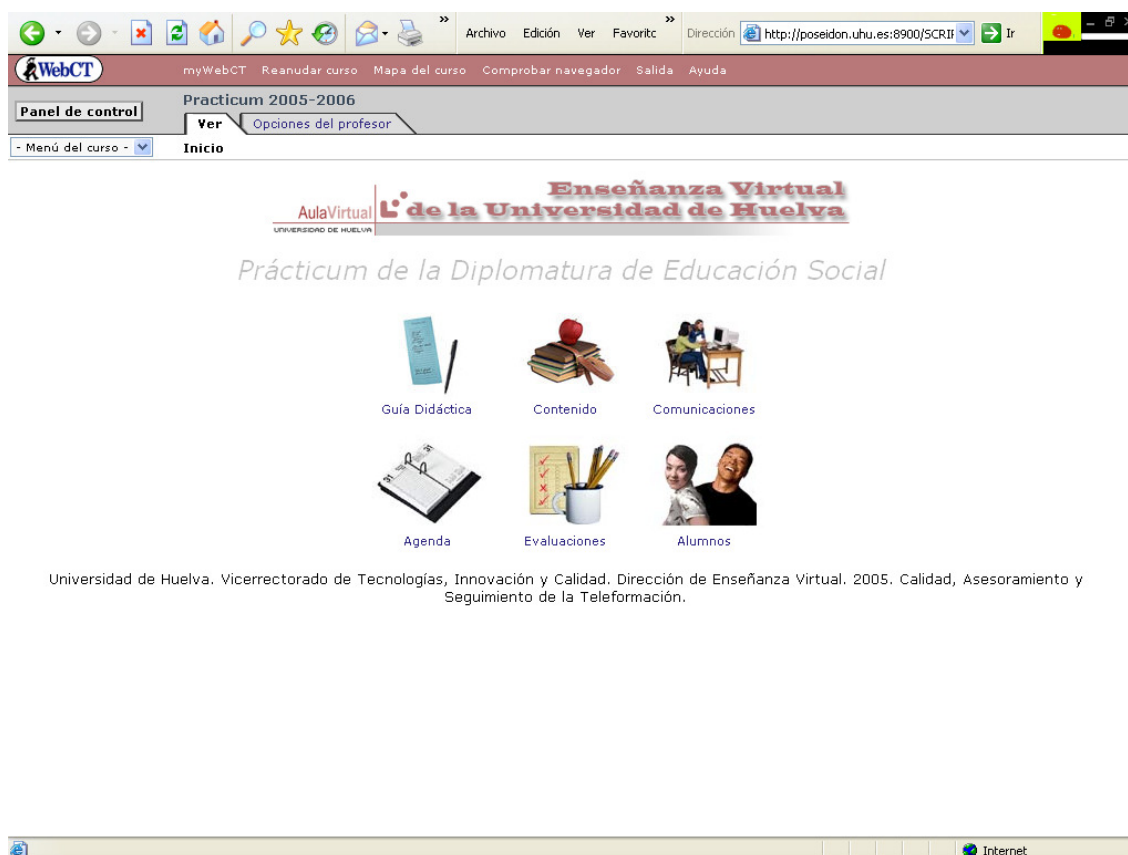 » Archivo Edición Ver Favoritc » Dirección http://poseidon.uhu.es:8900/SCRIF Ir
WebCT myWebCT Reanudar curso Mapa del curso Comprobar navegador Salida Ayuda
Practicum 2005-2006
Panel de control
Ver Opciones del profesor
- Menú del curso - Inicio
Enseñanza Virtual
AulaVirtual de la Universidad de Huelva
UNIVERSIDAD DE HUELVA
Prácticum de la Diplomatura de Educación Social
Guía Didáctica Contenido Comunicaciones
31 31
Agenda Evaluaciones Alumnos
Universidad de Huelva. Vicerrectorado de Tecnologías, Innovación y Calidad. Dirección de Enseñanza Virtual. 2005. Calidad, Asesoramiento y
Seguimiento de la Teleformación.
Internet